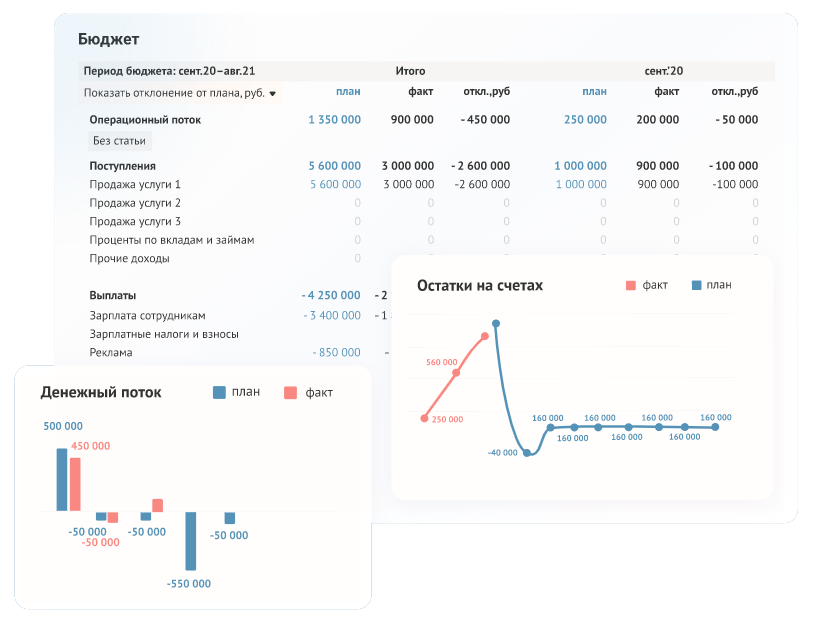 Бюджет
Период бюджета: сент.20–авг.21 Итого сент.'20
Показать отклонение от плана, руб. ▼ план факт откл.,руб план факт откл.,руб
Операционный поток 1 350 000 900 000 - 450 000 250 000 200 000 - 50 000
Без статьи
Поступления 5 600 000 3 000 000 - 2 600 000 1 000 000 900 000 - 100 000
Продажа услуги 1 5 600 000 3 000 000 -2 600 000 1 000 000 900 000 -100 000
Продажа услуги 2 0 0 0 0 0 0
Продажа услуги 3 0 0 0 0 0 0
Проценты по вкладам и займам 0 0 0 0 0 0
Прочие доходы 0
Выплаты - 4 250 000 - 2
Зарплата сотрудникам - 3 400 000 - 1
Зарплатные налоги и взносы
Реклама - 850 000 -
Остатки на счетах факт план
560 000
250 000
-40 000
160 000 160 000 160 000 160 000
160 000 160 000 160 000
Денежный поток план факт
500 000
450 000
-50 000 -50 000 -50 000
-50 000
-550 000